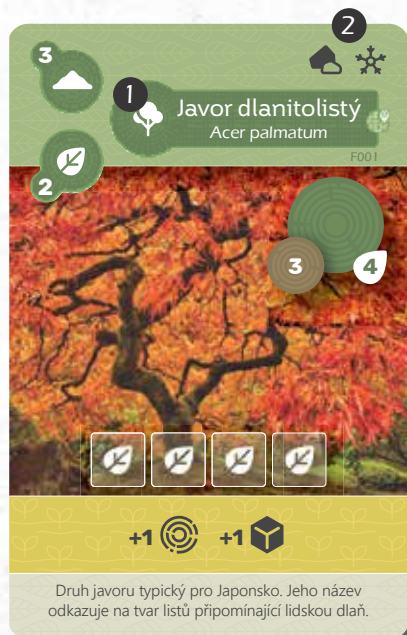 2
3
1
Javor dlanitolistý
Acer palmatum
F001
2
3
4
+1 +1
Druh javoru typický pro Japonsko. Jeho název
odkazuje na tvar listů připomínající lidskou dlaň.